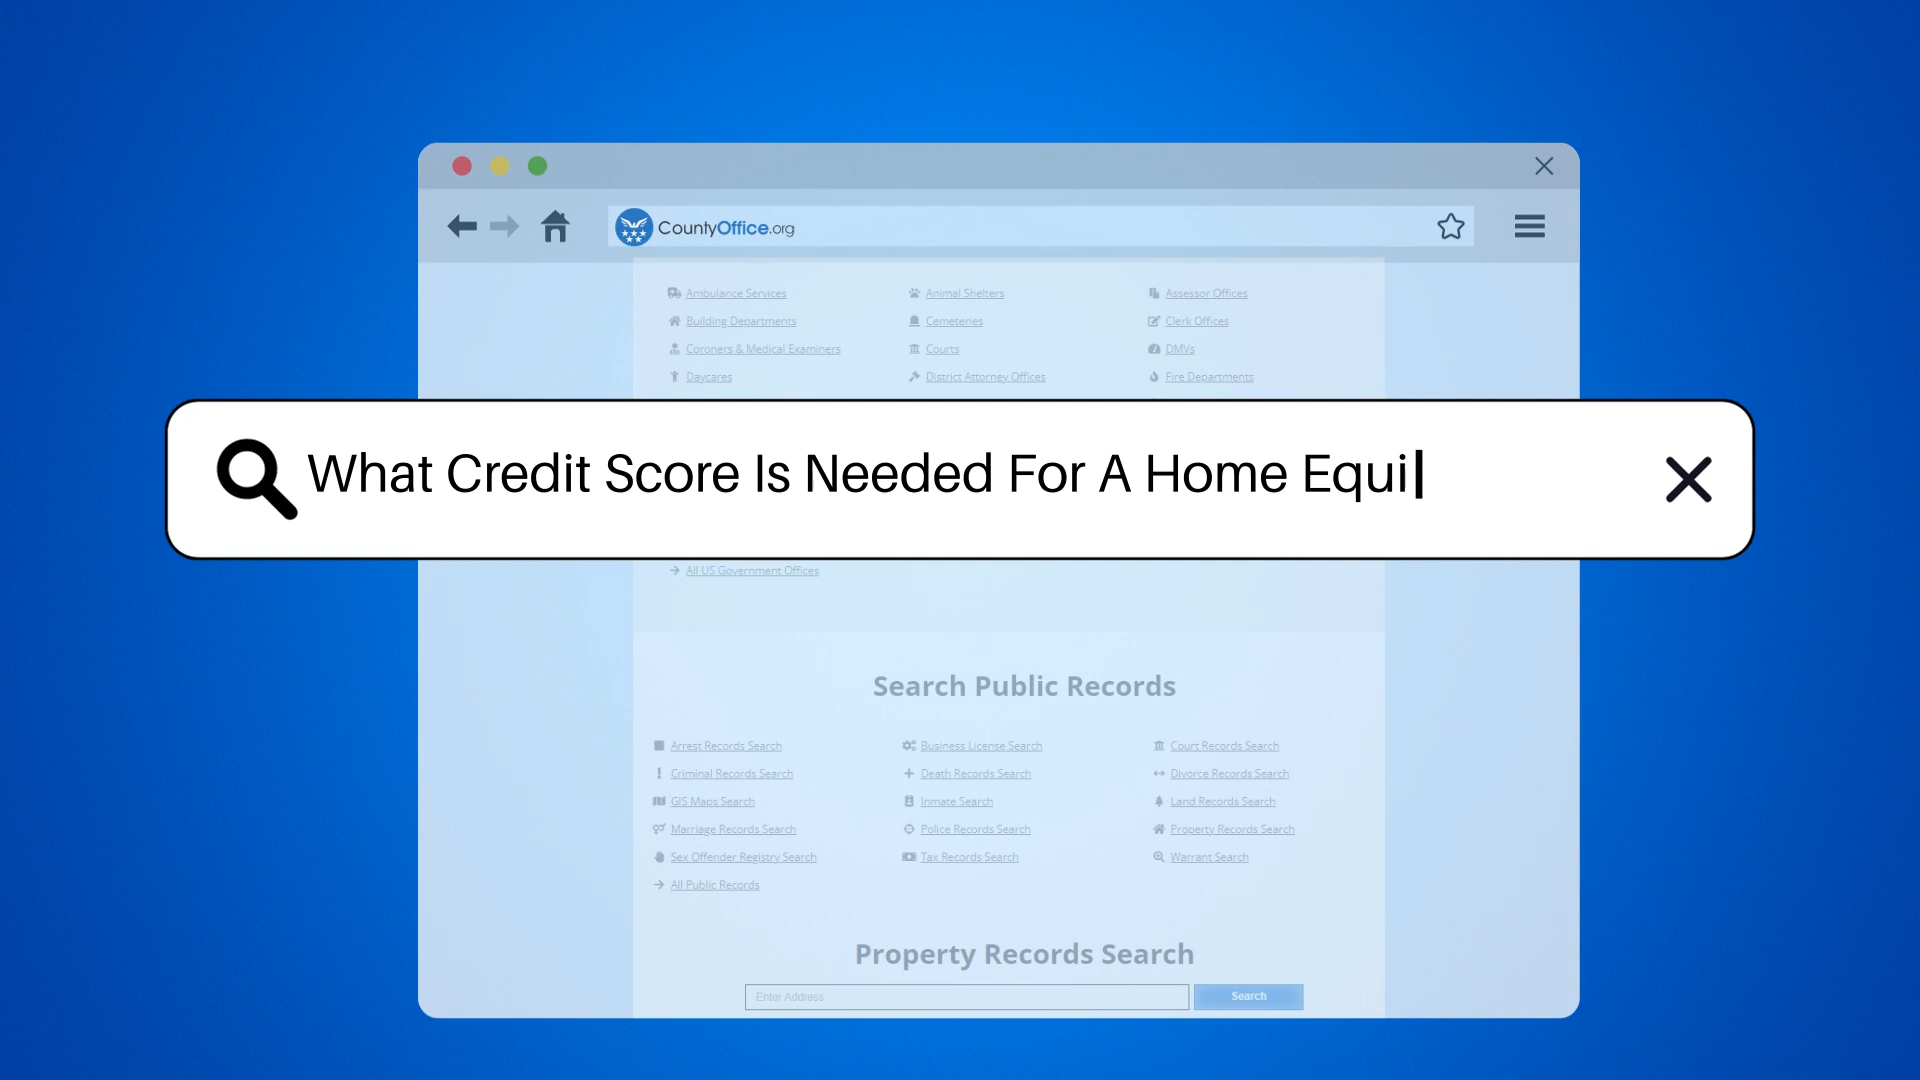 CountyOffice.org
Ambulance Services Animal Shelters Assessor Offices
Building Departments Cemeteries Clerk Offices
Coroners & Medical Examiners Courts DMVs
Daycares District Attorney Offices Fire Departments
What Credit Score Is Needed For A Home Equi
All US Government Offices
Search Public Records
Arrest Records Search Business License Search Court Records Search
Criminal Records Search Death Records Search Divorce Records Search
GIS Maps Search Inmate Search Land Records Search
Marriage Records Search Police Records Search Property Records Search
Sex Offender Registry Search Tax Records Search Warrant Search
All Public Records
Property Records Search
Enter Address Search